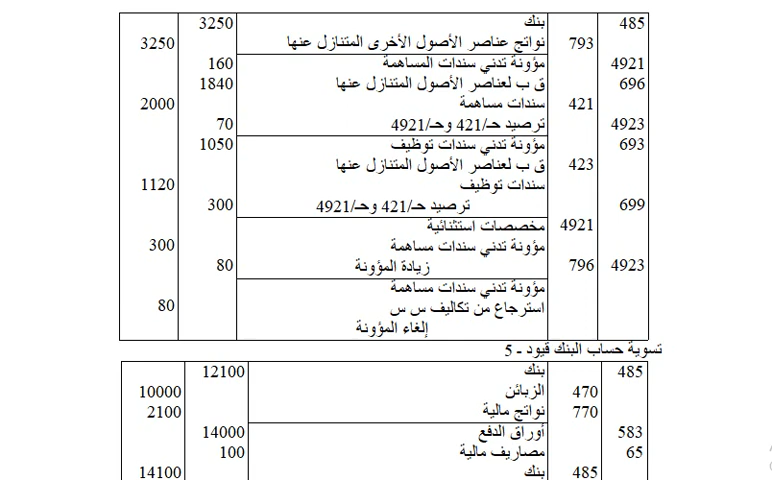 485 بنك 3250
793 نواتج عناصر الأصول الأخرى المتنازل عنها 3250
4921 مؤونة تدني سندات المساهمة 160
696 ق ب لعناصر الأصول المتنازل عنها 1840
421 سندات مساهمة 2000
4923 ترصيد حـ/421 وحـ/4921 70
693 مؤونة تدني سندات توظيف 1050
423 ق ب لعناصر الأصول المتنازل عنها
سندات توظيف 1120
699 ترصيد حـ/421 وحـ/4921 300
4921 مخصصات استثنائية
مؤونة تدني سندات مساهمة 300
4923 796 زيادة المؤونة 80
مؤونة تدني سندات مساهمة
استرجاع من تكاليف س س 80
إلغاء المؤونة
تسوية حساب البنك قيود ـ 5
485 بنك 12100
470 الزبائن 10000
770 نواتج مالية 2100
583 أوراق الدفع 14000
65 مصاريف مالية 100
485 بنك 14100